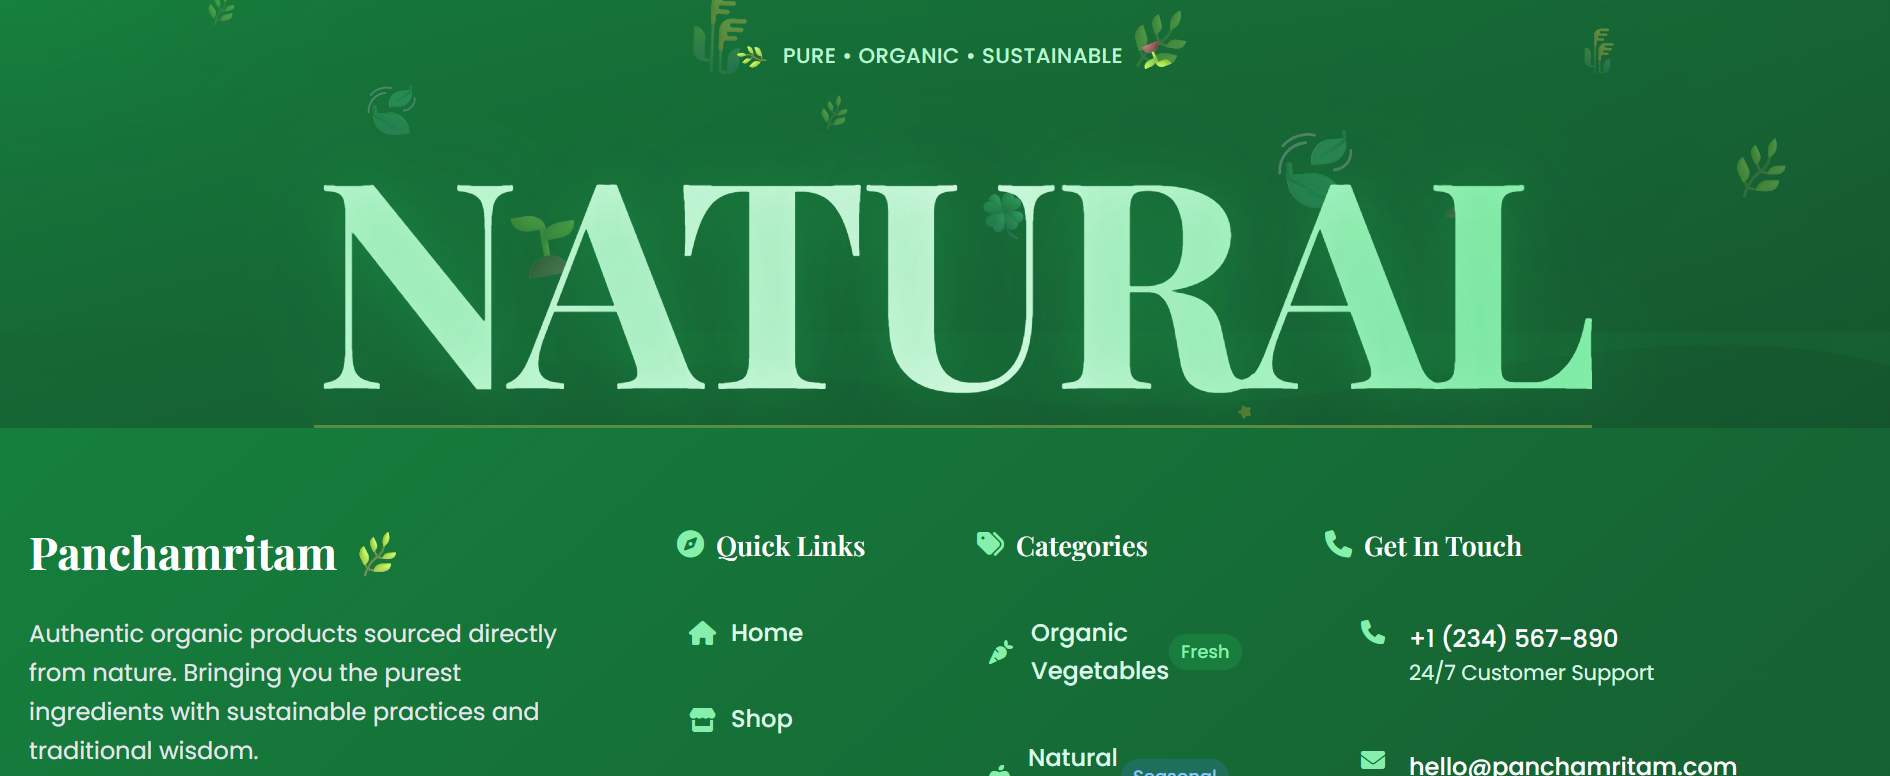 PURE • ORGANIC • SUSTAINABLE
NATURAL
Panchamritam
Authentic organic products sourced directly
from nature. Bringing you the purest
ingredients with sustainable practices and
traditional wisdom.
Quick Links
Home
Shop
Categories
Organic
Vegetables
Fresh
Natural
Seasonal
Get In Touch
+1 (234) 567-890
24/7 Customer Support
hello@panchamritam.com